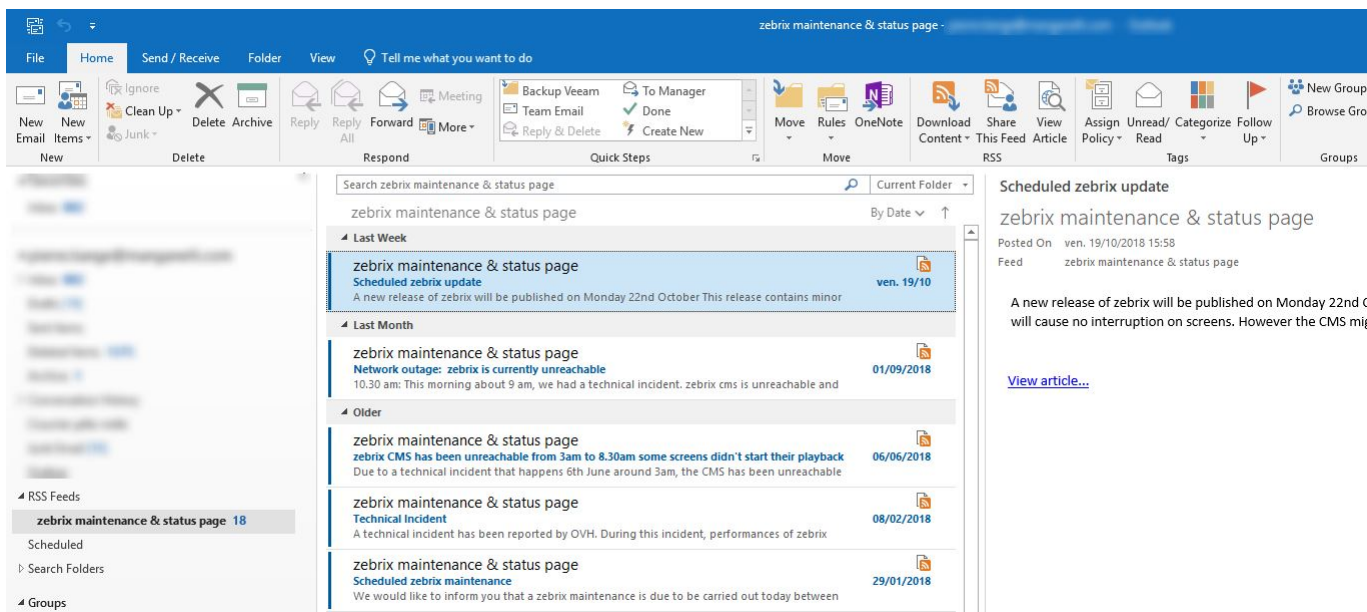 zebrix maintenance & status page -
File Home Send / Receive Folder View Tell me what you want to do
New Email
New Items
Ignore
Clean Up
Junk
Delete
Archive
Reply
Reply All
Forward
Meeting
More
Backup Veeam
Team Email
Reply & Delete
To Manager
Done
Create New
Move
Rules
OneNote
Download Content
Share This Feed
View Article
Assign Policy
Unread/ Read
Categorize
Follow Up
New Group
Browse Gro
New Delete Respond Quick Steps Move RSS Tags Groups
RSS Feeds
zebrix maintenance & status page 18
Scheduled
Search Folders
Groups
Search zebrix maintenance & status page Current Folder
zebrix maintenance & status page By Date
Last Week
zebrix maintenance & status page
Scheduled zebrix update ven. 19/10
A new release of zebrix will be published on Monday 22nd October This release contains minor
Last Month
zebrix maintenance & status page
Network outage: zebrix is currently unreachable 01/09/2018
10.30 am: This morning about 9 am, we had a technical incident. zebrix cms is unreachable and
Older
zebrix maintenance & status page
zebrix CMS has been unreachable from 3am to 8.30am some screens didn't start their playback 06/06/2018
Due to a technical incident that happens 6th June around 3am, the CMS has been unreachable
zebrix maintenance & status page
Technical Incident 08/02/2018
A technical incident has been reported by OVH. During this incident, performances of zebrix
zebrix maintenance & status page
Scheduled zebrix maintenance 29/01/2018
We would like to inform you that a zebrix maintenance is due to be carried out today between
Scheduled zebrix update
zebrix maintenance & status page
Posted On ven. 19/10/2018 15:58
Feed zebrix maintenance & status page
A new release of zebrix will be published on Monday 22nd
will cause no interruption on screens. However the CMS mig
View article...